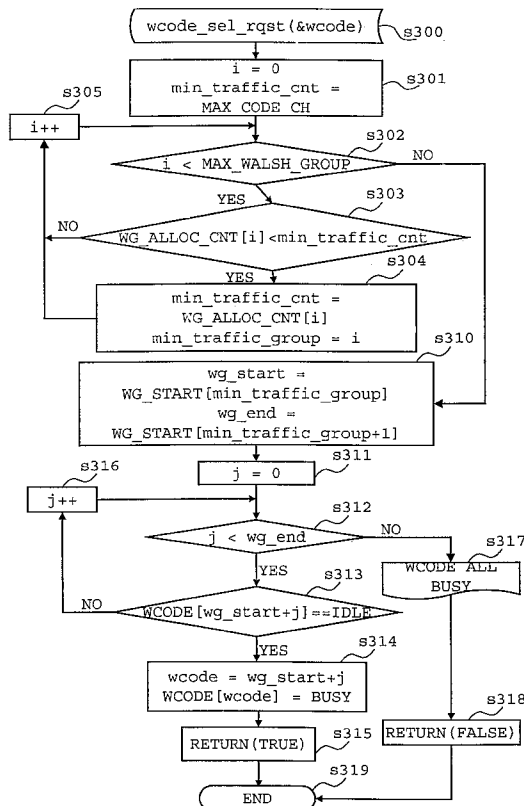 wcode_sel_rqst(&wcode)
s300
i = 0
min_traffic_cnt =
MAX_CODE_CH
s301
s305
i++
s302
i < MAX_WALSH_GROUP
NO
YES
s303
NO
WG_ALLOC_CNT[i]<min_traffic_cnt
YES
s304
min_traffic_cnt =
WG_ALLOC_CNT[i]
min_traffic_group = i
s310
wg_start =
WG_START[min_traffic_group]
wg_end =
WG_START[min_traffic_group+1]
s311
j = 0
s316
j++
s312
j < wg_end
NO
YES
s317
WCODE ALL
BUSY
s313
NO
WCODE[wg_start+j]==IDLE
YES
s314
wcode = wg_start+j
WCODE[wcode] = BUSY
s318
RETURN(FALSE)
RETURN(TRUE)
s315
s319
END